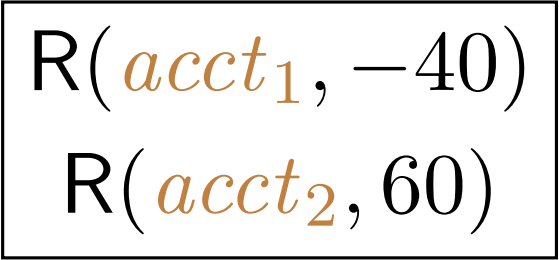 R(acct₁, −40)
R(acct₂, 60)